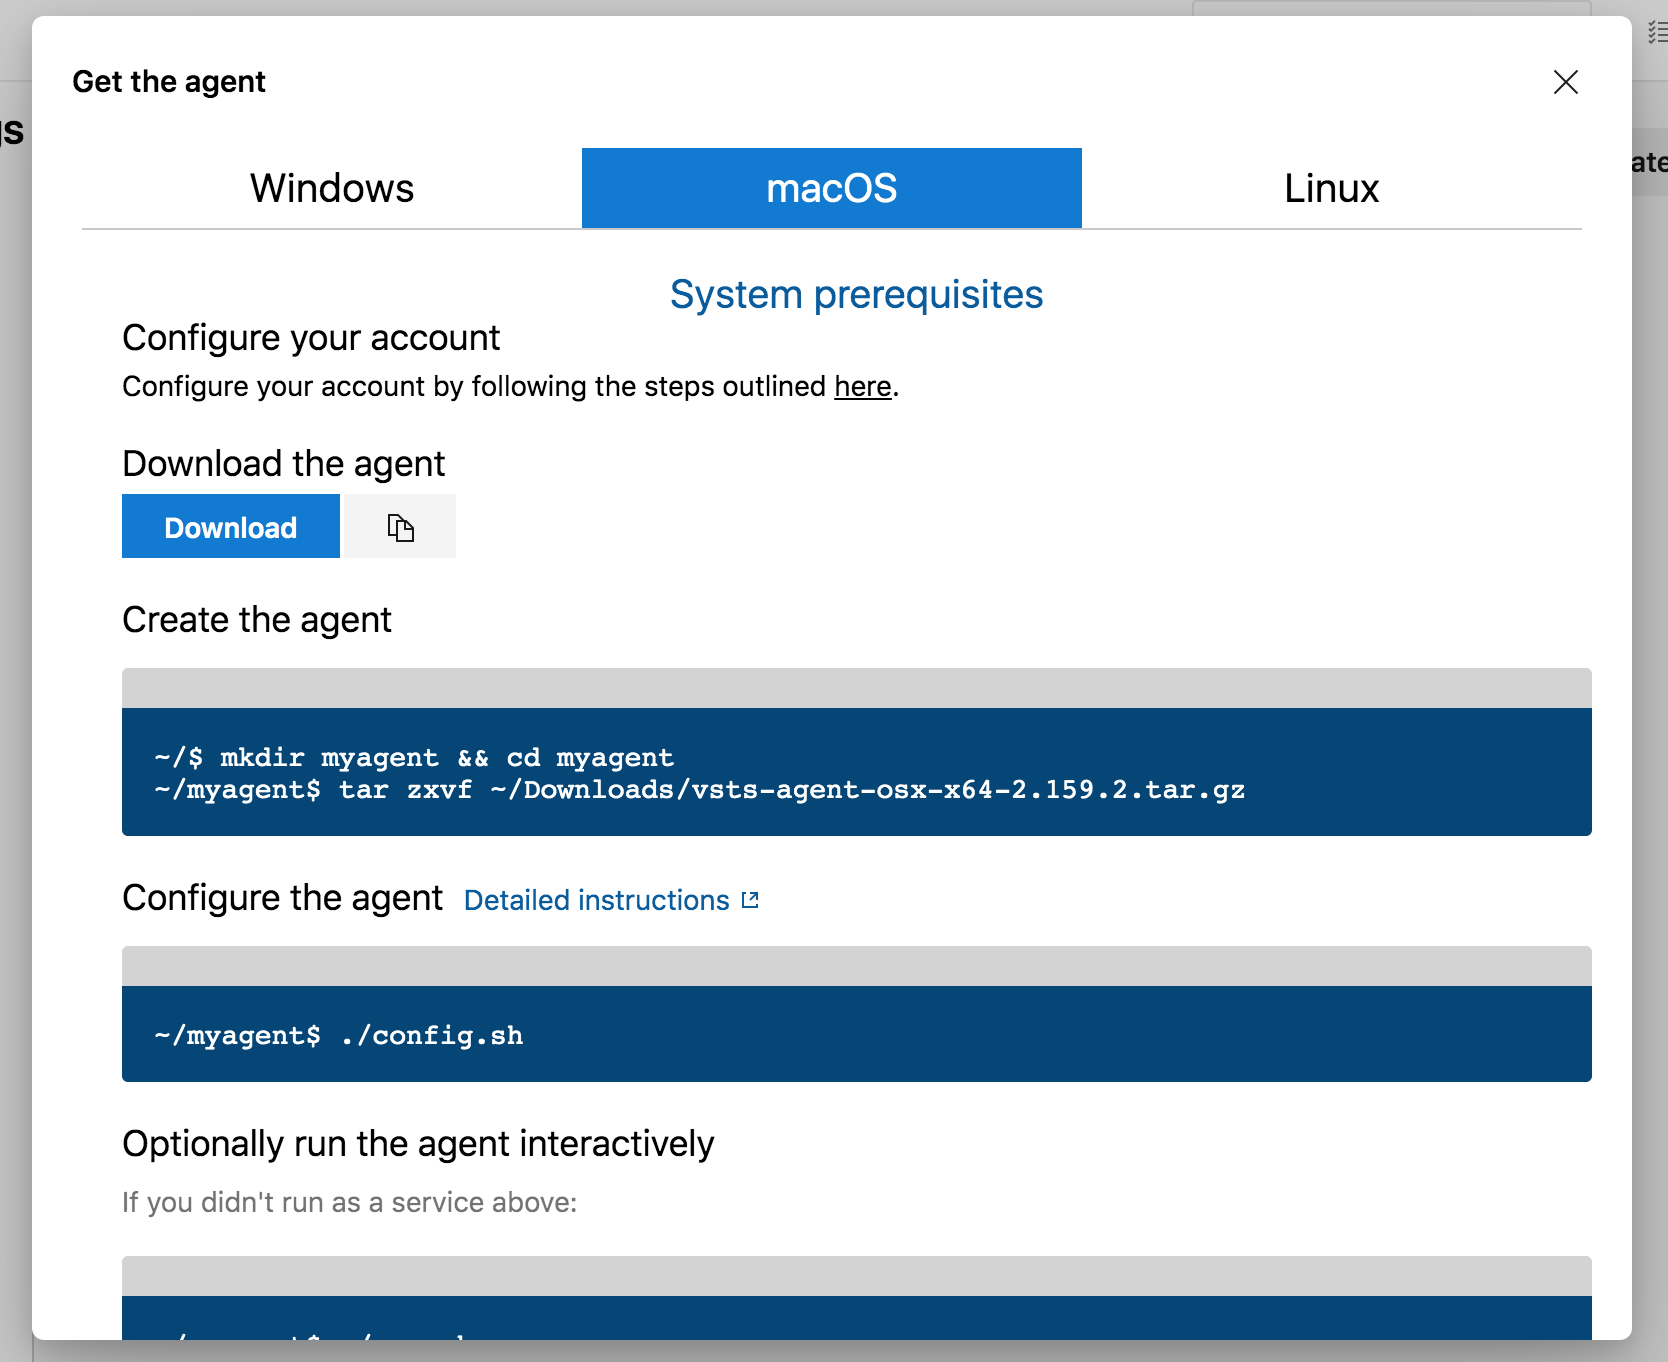 Get the agent
Windows
macOS
Linux
System prerequisites
Configure your account
Configure your account by following the steps outlined here.
Download the agent
Download
Create the agent
~/$ mkdir myagent && cd myagent
~/myagent$ tar zxvf ~/Downloads/vsts-agent-osx-x64-2.159.2.tar.gz
Configure the agent Detailed instructions
~/myagent$ ./config.sh
Optionally run the agent interactively
If you didn't run as a service above: